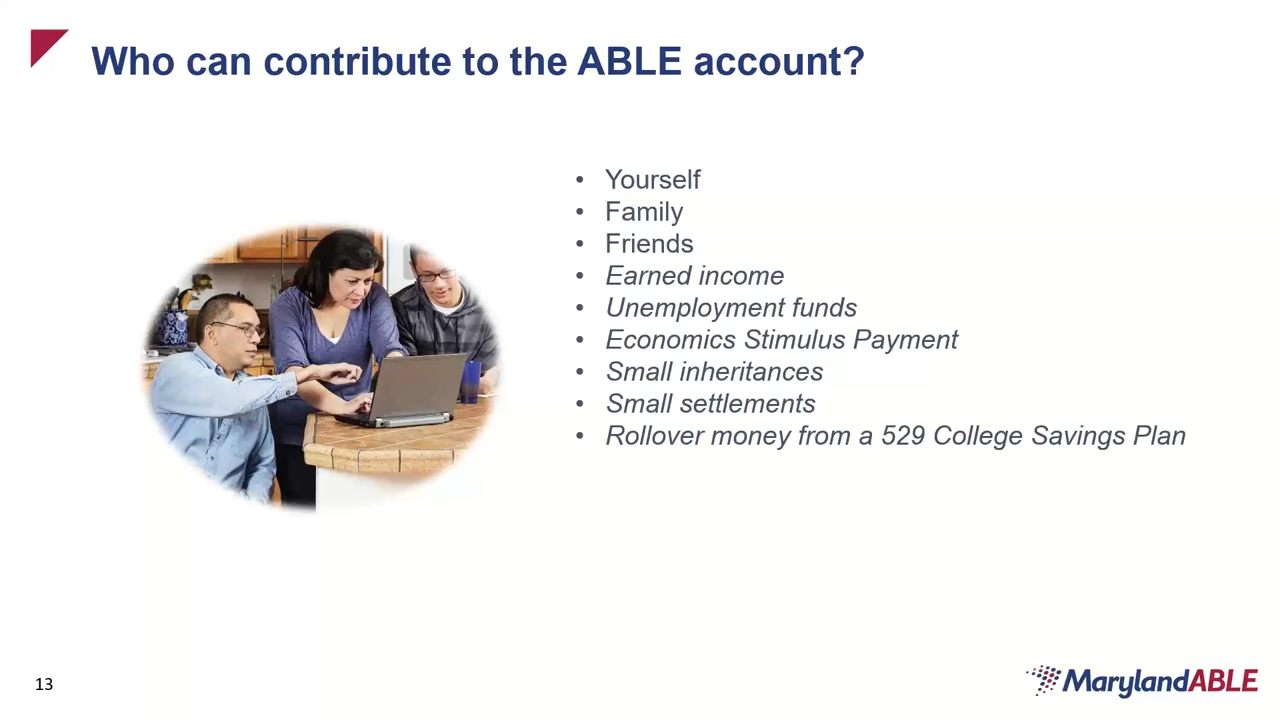 Who can contribute to the ABLE account?
• Yourself
• Family
• Friends
• Earned income
• Unemployment funds
• Economics Stimulus Payment
• Small inheritances
• Small settlements
• Rollover money from a 529 College Savings Plan
13
MarylandABLE